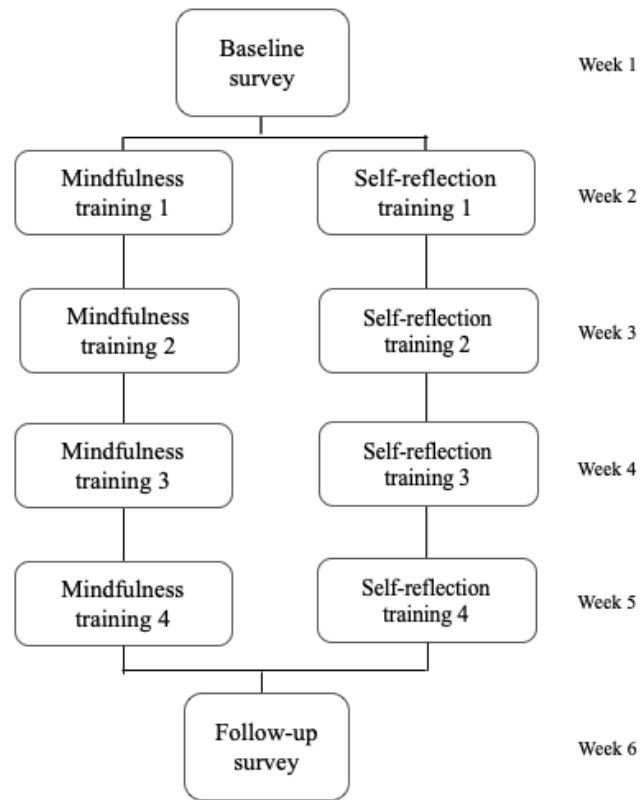 Baseline
survey
Week 1
Mindfulness
training 1
Self-reflection
training 1
Week 2
Mindfulness
training 2
Self-reflection
training 2
Week 3
Mindfulness
training 3
Self-reflection
training 3
Week 4
Mindfulness
training 4
Self-reflection
training 4
Week 5
Follow-up
survey
Week 6